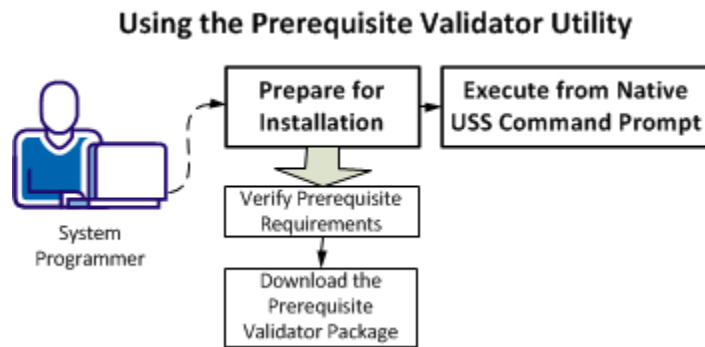 Using the Prerequisite Validator Utility
Prepare for
Installation
Execute from Native
USS Command Prompt
Verify Prerequisite
Requirements
System
Programmer
Download the
Prerequisite
Validator Package